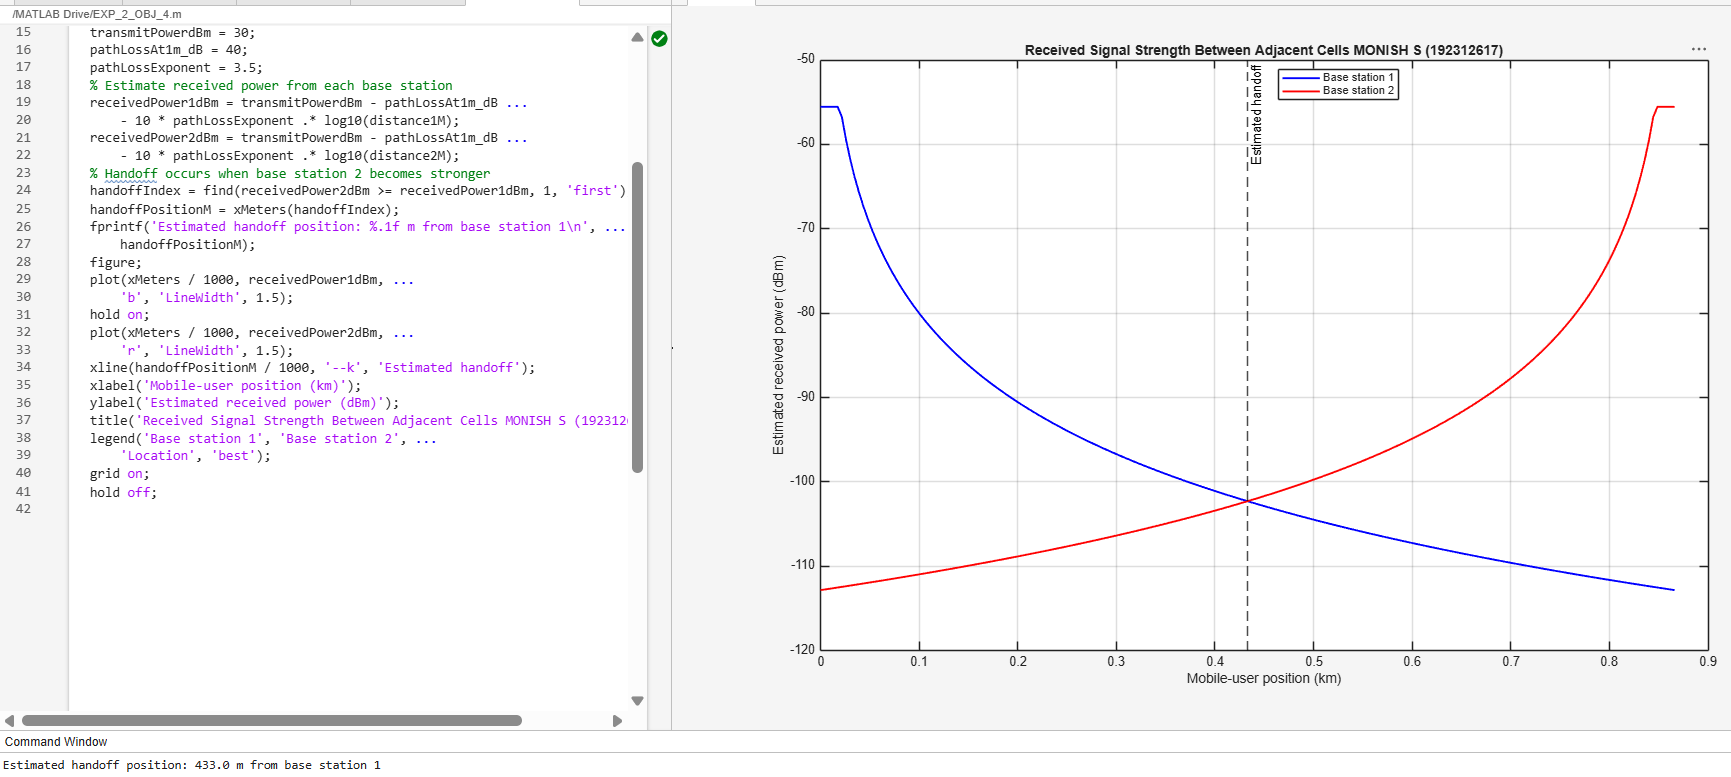 /MATLAB Drive/EXP_2_OBJ_4.m
15 transmitPowerdBm = 30;
16 pathLossAt1m_dB = 40;
17 pathLossExponent = 3.5;
18 % Estimate received power from each base station
19 receivedPower1dBm = transmitPowerdBm - pathLossAt1m_dB ...
20 - 10 * pathLossExponent .* log10(distance1M);
21 receivedPower2dBm = transmitPowerdBm - pathLossAt1m_dB ...
22 - 10 * pathLossExponent .* log10(distance2M);
23 % Handoff occurs when base station 2 becomes stronger
24 handoffIndex = find(receivedPower2dBm >= receivedPower1dBm, 1, 'first')
25 handoffPositionM = xMeters(handoffIndex);
26 fprintf('Estimated handoff position: %.1f m from base station 1\n', ...
27 handoffPositionM);
28 figure;
29 plot(xMeters / 1000, receivedPower1dBm, ...
30 'b', 'LineWidth', 1.5);
31 hold on;
32 plot(xMeters / 1000, receivedPower2dBm, ...
33 'r', 'LineWidth', 1.5);
34 xline(handoffPositionM / 1000, '--k', 'Estimated handoff');
35 xlabel('Mobile-user position (km)');
36 ylabel('Estimated received power (dBm)');
37 title('Received Signal Strength Between Adjacent Cells MONISH S (192312
38 legend('Base station 1', 'Base station 2', ...
39 'Location', 'best');
40 grid on;
41 hold off;
42
Received Signal Strength Between Adjacent Cells MONISH S (192312617)
Base station 1
Base station 2
Estimated handoff
Estimated received power (dBm)
-50
-60
-70
-80
-90
-100
-110
-120
0 0.1 0.2 0.3 0.4 0.5 0.6 0.7 0.8 0.9
Mobile-user position (km)
Command Window
Estimated handoff position: 433.0 m from base station 1